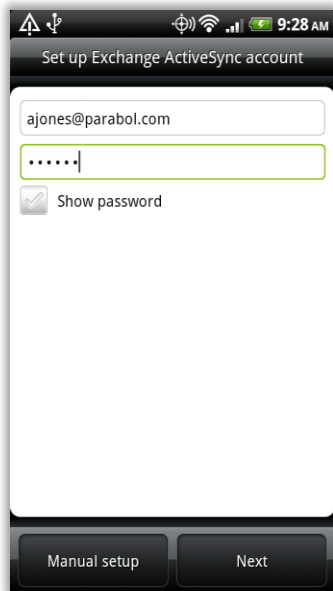 9:28 AM
Set up Exchange ActiveSync account
ajones@parabol.com
••••••
Show password
Manual setup
Next